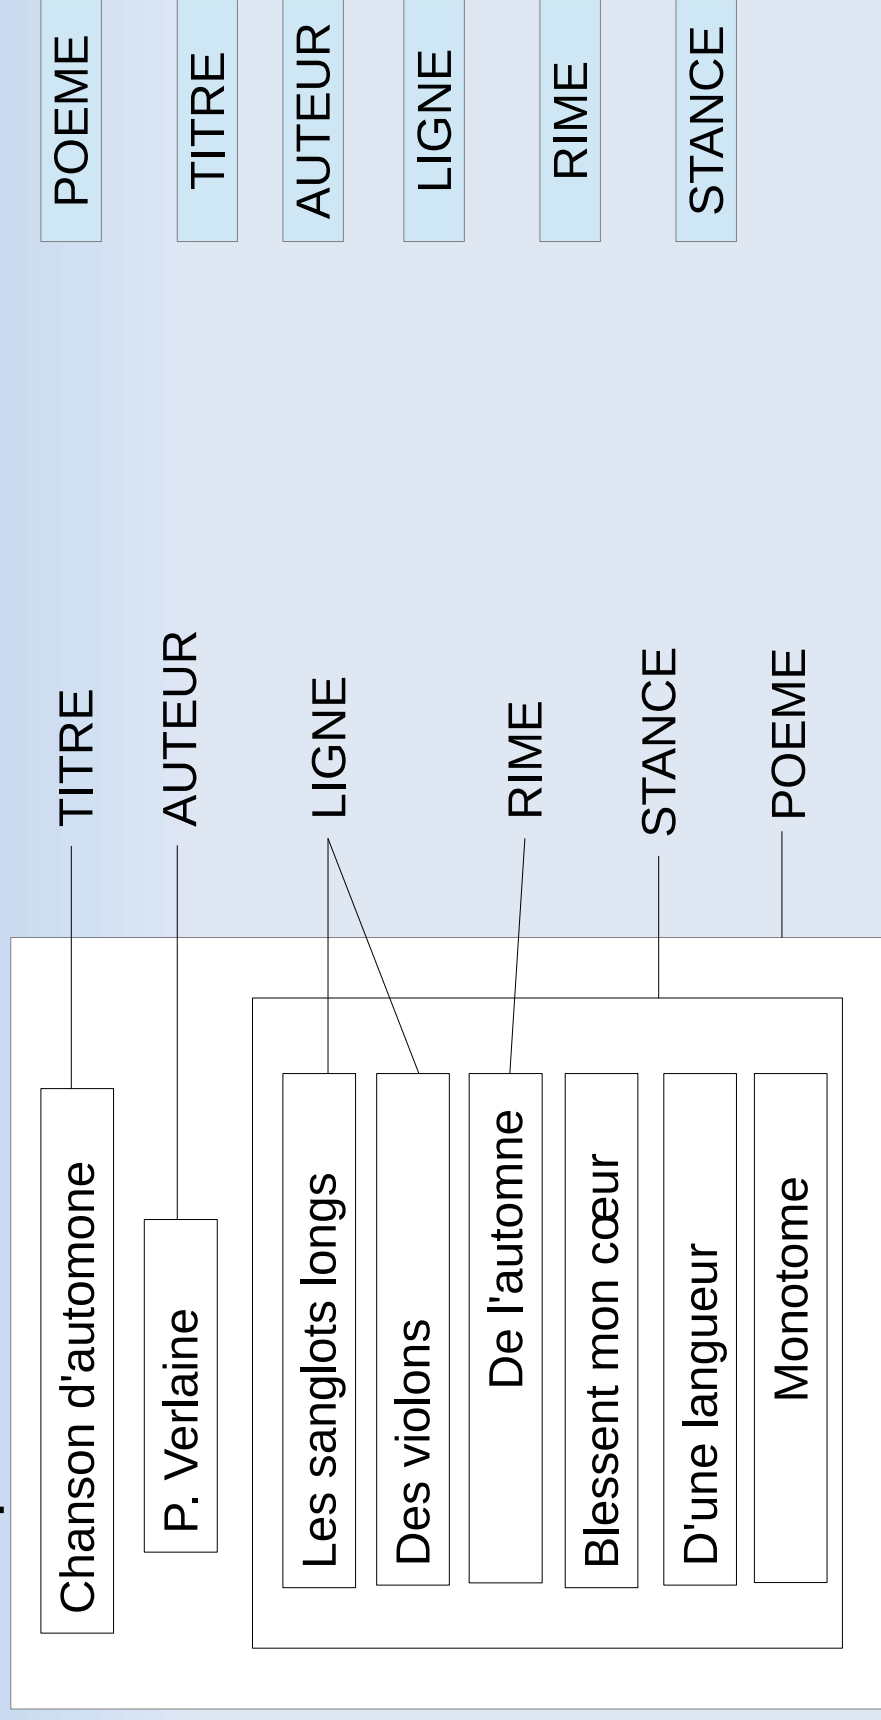 Chanson d'automone
TITRE
POEME
P. Verlaine
AUTEUR
TITRE
Les sanglots longs
LIGNE
AUTEUR
Des violons
LIGNE
De l'automne
RIME
RIME
Blessent mon cœur
D'une langueur
STANCE
STANCE
Monotome
POEME